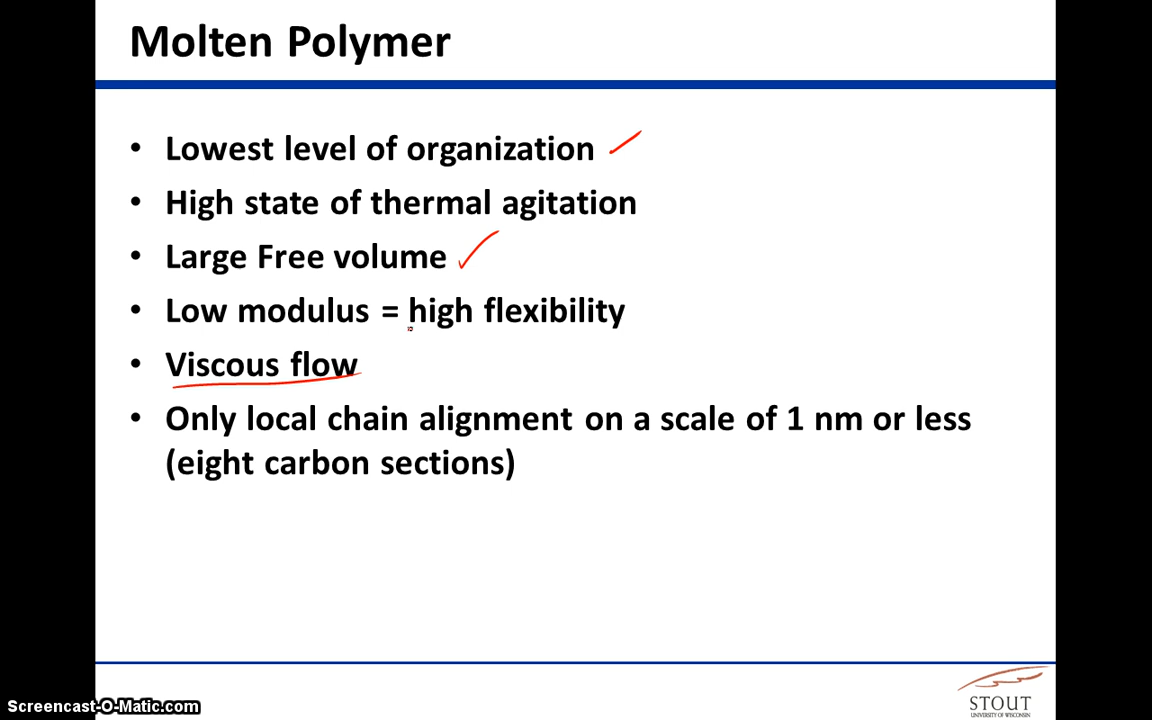 Molten Polymer
• Lowest level of organization
• High state of thermal agitation
• Large Free volume
• Low modulus = high flexibility
• Viscous flow
• Only local chain alignment on a scale of 1 nm or less
(eight carbon sections)
STOUT
UNIVERSITY OF WISCONSIN
Screencast-O-Matic.com